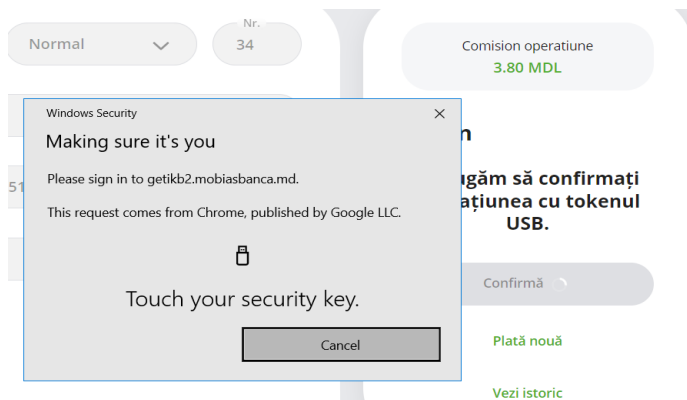 Normal
Nr.
34
Comision operatiune
3.80 MDL
Windows Security
Making sure it's you
Please sign in to getikb2.mobiasbanca.md.
This request comes from Chrome, published by Google LLC.
Touch your security key.
Cancel
51
n
găm să confirmați
ațiunea cu tokenul
USB.
Confirmă
Plată nouă
Vezi istoric